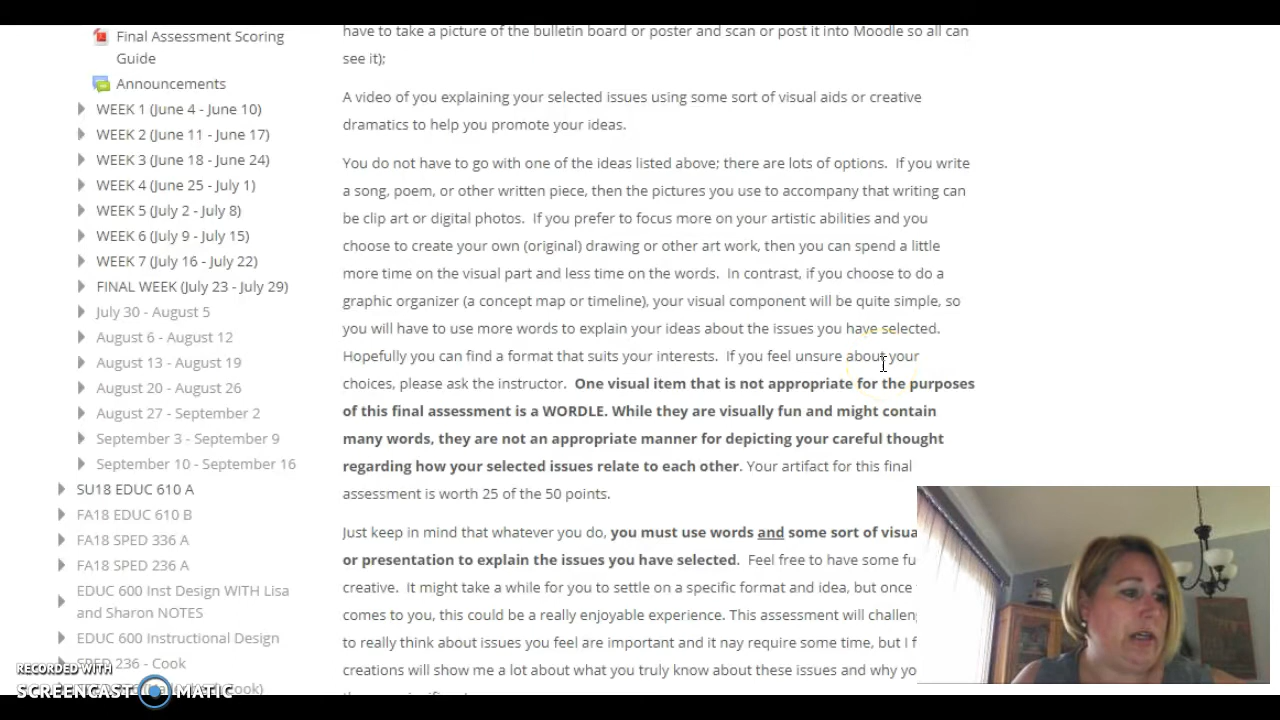 Final Assessment Scoring
Guide
Announcements
WEEK 1 (June 4 - June 10)
WEEK 2 (June 11 - June 17)
WEEK 3 (June 18 - June 24)
WEEK 4 (June 25 - July 1)
WEEK 5 (July 2 - July 8)
WEEK 6 (July 9 - July 15)
WEEK 7 (July 16 - July 22)
FINAL WEEK (July 23 - July 29)
July 30 - August 5
August 6 - August 12
August 13 - August 19
August 20 - August 26
August 27 - September 2
September 3 - September 9
September 10 - September 16
SU18 EDUC 610 A
FA18 EDUC 610 B
FA18 SPED 336 A
FA18 SPED 236 A
EDUC 600 Inst Design WITH Lisa
and Sharon NOTES
EDUC 600 Instructional Design
SPED 236 - Cook
Cook)
RECORDED WITH
SCREENCAST MATIC
have to take a picture of the bulletin board or poster and scan or post it into Moodle so all can
see it);
A video of you explaining your selected issues using some sort of visual aids or creative
dramatics to help you promote your ideas.
You do not have to go with one of the ideas listed above; there are lots of options. If you write
a song, poem, or other written piece, then the pictures you use to accompany that writing can
be clip art or digital photos. If you prefer to focus more on your artistic abilities and you
choose to create your own (original) drawing or other art work, then you can spend a little
more time on the visual part and less time on the words. In contrast, if you choose to do a
graphic organizer (a concept map or timeline), your visual component will be quite simple, so
you will have to use more words to explain your ideas about the issues you have selected.
Hopefully you can find a format that suits your interests. If you feel unsure about your
choices, please ask the instructor. One visual item that is not appropriate for the purposes
of this final assessment is a WORDLE. While they are visually fun and might contain
many words, they are not an appropriate manner for depicting your careful thought
regarding how your selected issues relate to each other. Your artifact for this final
assessment is worth 25 of the 50 points.
Just keep in mind that whatever you do, you must use words and some sort of visua
or presentation to explain the issues you have selected. Feel free to have some fu
creative. It might take a while for you to settle on a specific format and idea, but once
comes to you, this could be a really enjoyable experience. This assessment will challen
to really think about issues you feel are important and it nay require some time, but I f
creations will show me a lot about what you truly know about these issues and why yo